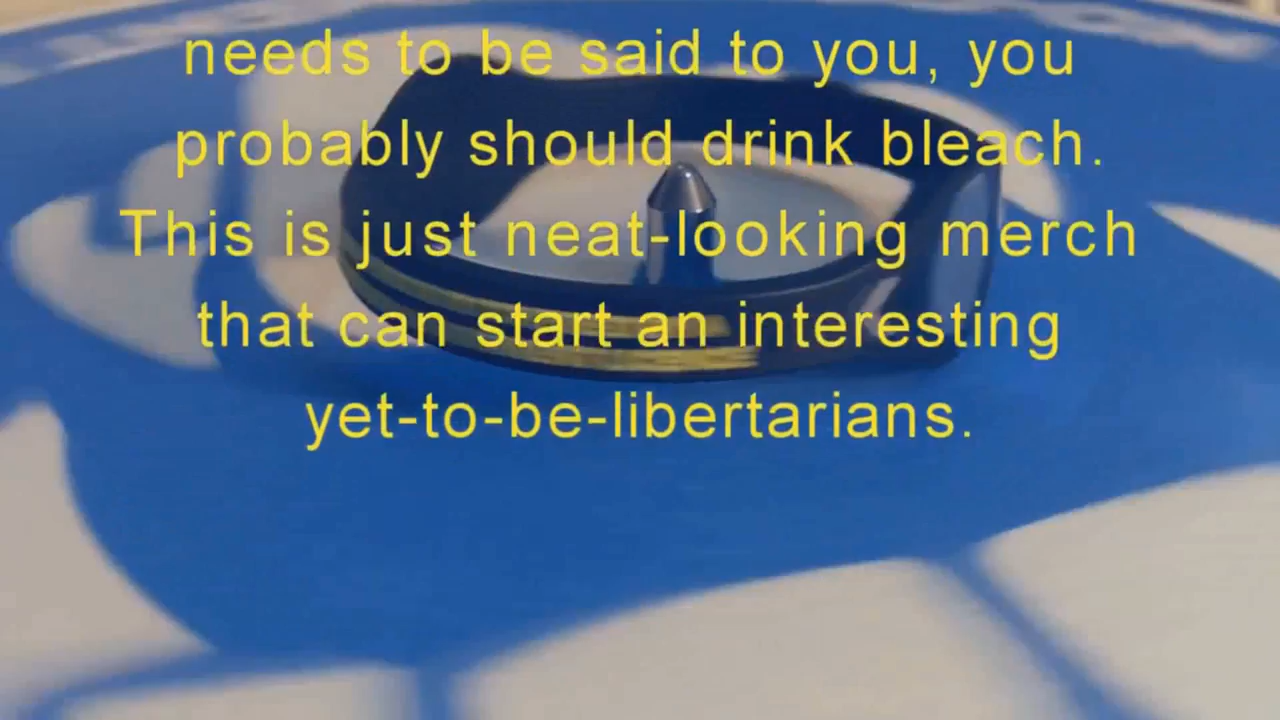 needs to be said to you, you
probably should drink bleach.
This is just neat-looking merch
that can start an interesting
yet-to-be-libertarians.